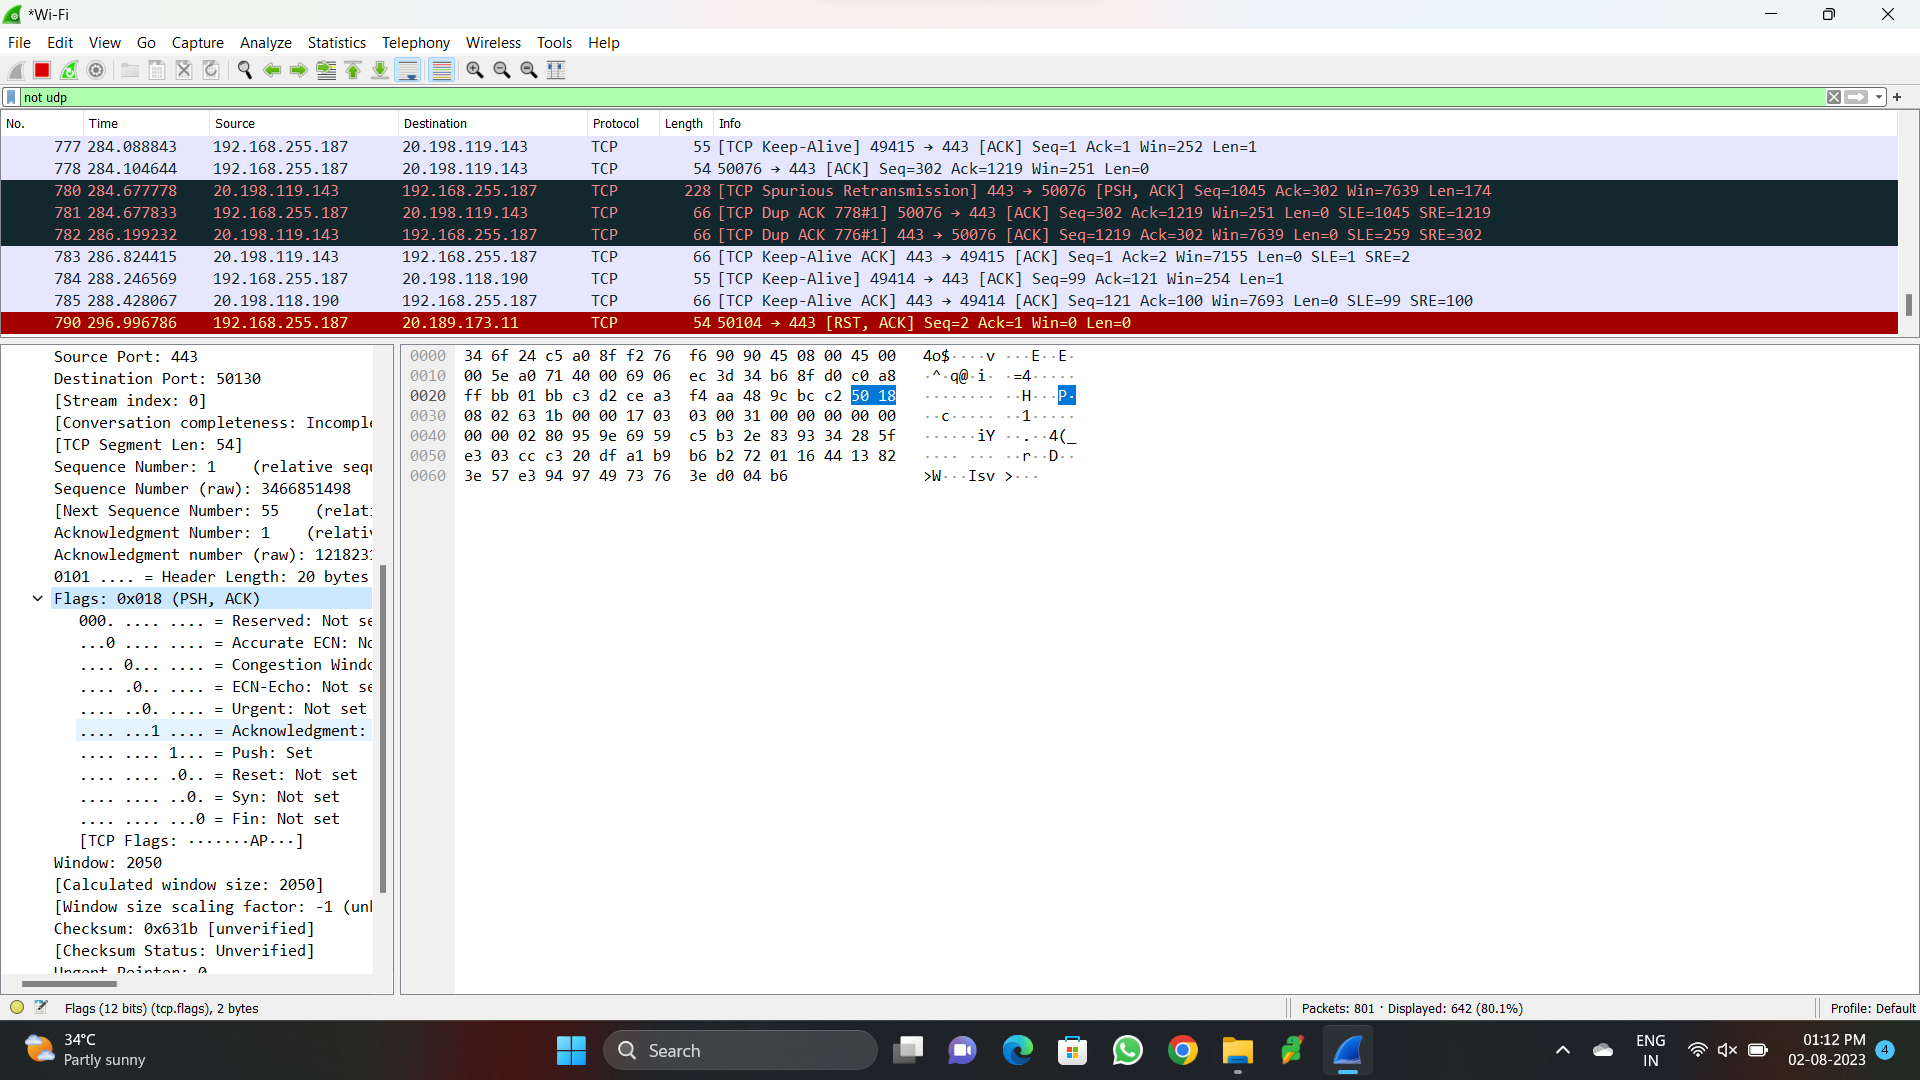 *Wi-Fi
File Edit View Go Capture Analyze Statistics Telephony Wireless Tools Help
not udp
No. Time Source Destination Protocol Length Info
777 284.088843 192.168.255.187 20.198.119.143 TCP 55 [TCP Keep-Alive] 49415 → 443 [ACK] Seq=1 Ack=1 Win=252 Len=1
778 284.104644 192.168.255.187 20.198.119.143 TCP 54 50076 → 443 [ACK] Seq=302 Ack=1219 Win=251 Len=0
780 284.677778 20.198.119.143 192.168.255.187 TCP 228 [TCP Spurious Retransmission] 443 → 50076 [PSH, ACK] Seq=1045 Ack=302 Win=7639 Len=174
781 284.677833 192.168.255.187 20.198.119.143 TCP 66 [TCP Dup ACK 778#1] 50076 → 443 [ACK] Seq=302 Ack=1219 Win=251 Len=0 SLE=1045 SRE=1219
782 286.199232 20.198.119.143 192.168.255.187 TCP 66 [TCP Dup ACK 776#1] 443 → 50076 [ACK] Seq=1219 Ack=302 Win=7639 Len=0 SLE=259 SRE=302
783 286.824415 20.198.119.143 192.168.255.187 TCP 66 [TCP Keep-Alive ACK] 443 → 49415 [ACK] Seq=1 Ack=2 Win=7155 Len=0 SLE=1 SRE=2
784 288.246569 192.168.255.187 20.198.118.190 TCP 55 [TCP Keep-Alive] 49414 → 443 [ACK] Seq=99 Ack=121 Win=254 Len=1
785 288.428067 20.198.118.190 192.168.255.187 TCP 66 [TCP Keep-Alive ACK] 443 → 49414 [ACK] Seq=121 Ack=100 Win=7693 Len=0 SLE=99 SRE=100
790 296.996786 192.168.255.187 20.189.173.11 TCP 54 50104 → 443 [RST, ACK] Seq=2 Ack=1 Win=0 Len=0
Source Port: 443
Destination Port: 50130
[Stream index: 0]
[Conversation completeness: Incomple
[TCP Segment Len: 54]
Sequence Number: 1 (relative sequ
Sequence Number (raw): 3466851498
[Next Sequence Number: 55 (relati
Acknowledgment Number: 1 (relativ
Acknowledgment number (raw): 1218231
0101 .... = Header Length: 20 bytes
Flags: 0x018 (PSH, ACK)
000. .... .... = Reserved: Not se
...0 .... .... = Accurate ECN: No
.... 0... .... = Congestion Windo
.... .0.. .... = ECN-Echo: Not se
.... ..0. .... = Urgent: Not set
.... ...1 .... = Acknowledgment:
.... .... 1... = Push: Set
.... .... .0.. = Reset: Not set
.... .... ..0. = Syn: Not set
.... .... ...0 = Fin: Not set
[TCP Flags: ·······AP···]
Window: 2050
[Calculated window size: 2050]
[Window size scaling factor: -1 (unk
Checksum: 0x631b [unverified]
[Checksum Status: Unverified]
Urgent Pointer: 0
0000 34 6f 24 c5 a0 8f f2 76 f6 90 90 45 08 00 45 00 4o$····v ···E··E·
0010 00 5e a0 71 40 00 69 06 ec 3d 34 b6 8f d0 c0 a8 ·^·q@·i· ·=4·····
0020 ff bb 01 bb c3 d2 ce a3 f4 aa 48 9c bc c2 50 18 ········ ··H···P·
0030 08 02 63 1b 00 00 17 03 03 00 31 00 00 00 00 00 ··c····· ··1·····
0040 00 00 02 80 95 9e 69 59 c5 b3 2e 83 93 34 28 5f ······iY ··.··4(_
0050 e3 03 cc c3 20 df a1 b9 b6 b2 72 01 16 44 13 82 ···· ··· ··r··D··
0060 3e 57 e3 94 97 49 73 76 3e d0 04 b6 >W···Isv >···
Flags (12 bits) (tcp.flags), 2 bytes
Packets: 801 · Displayed: 642 (80.1%)
Profile: Default
34°C
Partly sunny
Search
ENG
IN
01:12 PM
02-08-2023
4